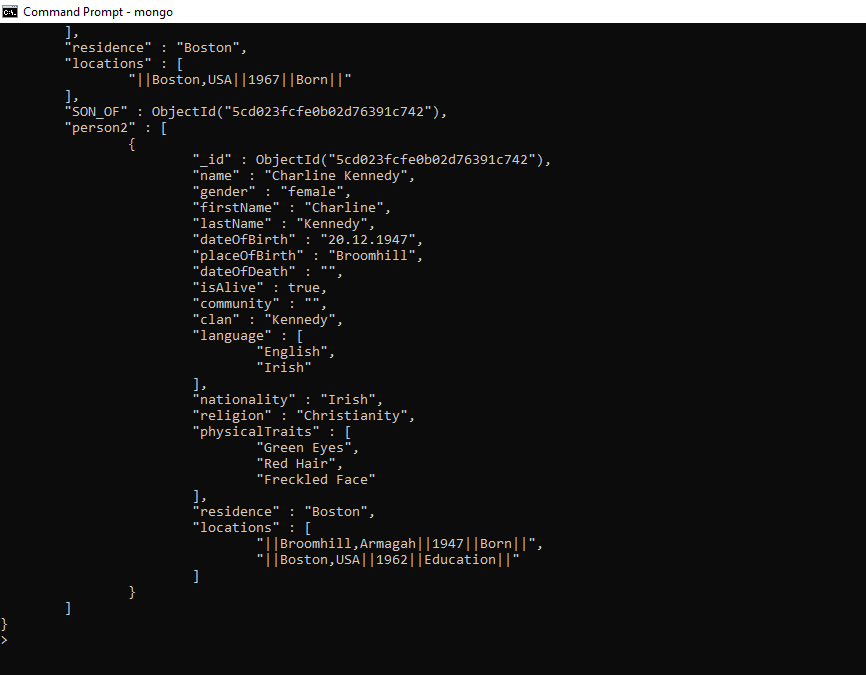 Command Prompt - mongo
],
"residence" : "Boston",
"locations" : [
"||Boston,USA||1967||Born||"
],
"SON_OF" : ObjectId("5cd023fcfe0b02d76391c742"),
"person2" : [
{
"_id" : ObjectId("5cd023fcfe0b02d76391c742"),
"name" : "Charline Kennedy",
"gender" : "female",
"firstName" : "Charline",
"lastName" : "Kennedy",
"dateOfBirth" : "20.12.1947",
"placeOfBirth" : "Broomhill",
"dateOfDeath" : "",
"isAlive" : true,
"community" : "",
"clan" : "Kennedy",
"language" : [
"English",
"Irish"
],
"nationality" : "Irish",
"religion" : "Christianity",
"physicalTraits" : [
"Green Eyes",
"Red Hair",
"Freckled Face"
],
"residence" : "Boston",
"locations" : [
"||Broomhill,Armagah||1947||Born||",
"||Boston,USA||1962||Education||"
]
}
]
}
>